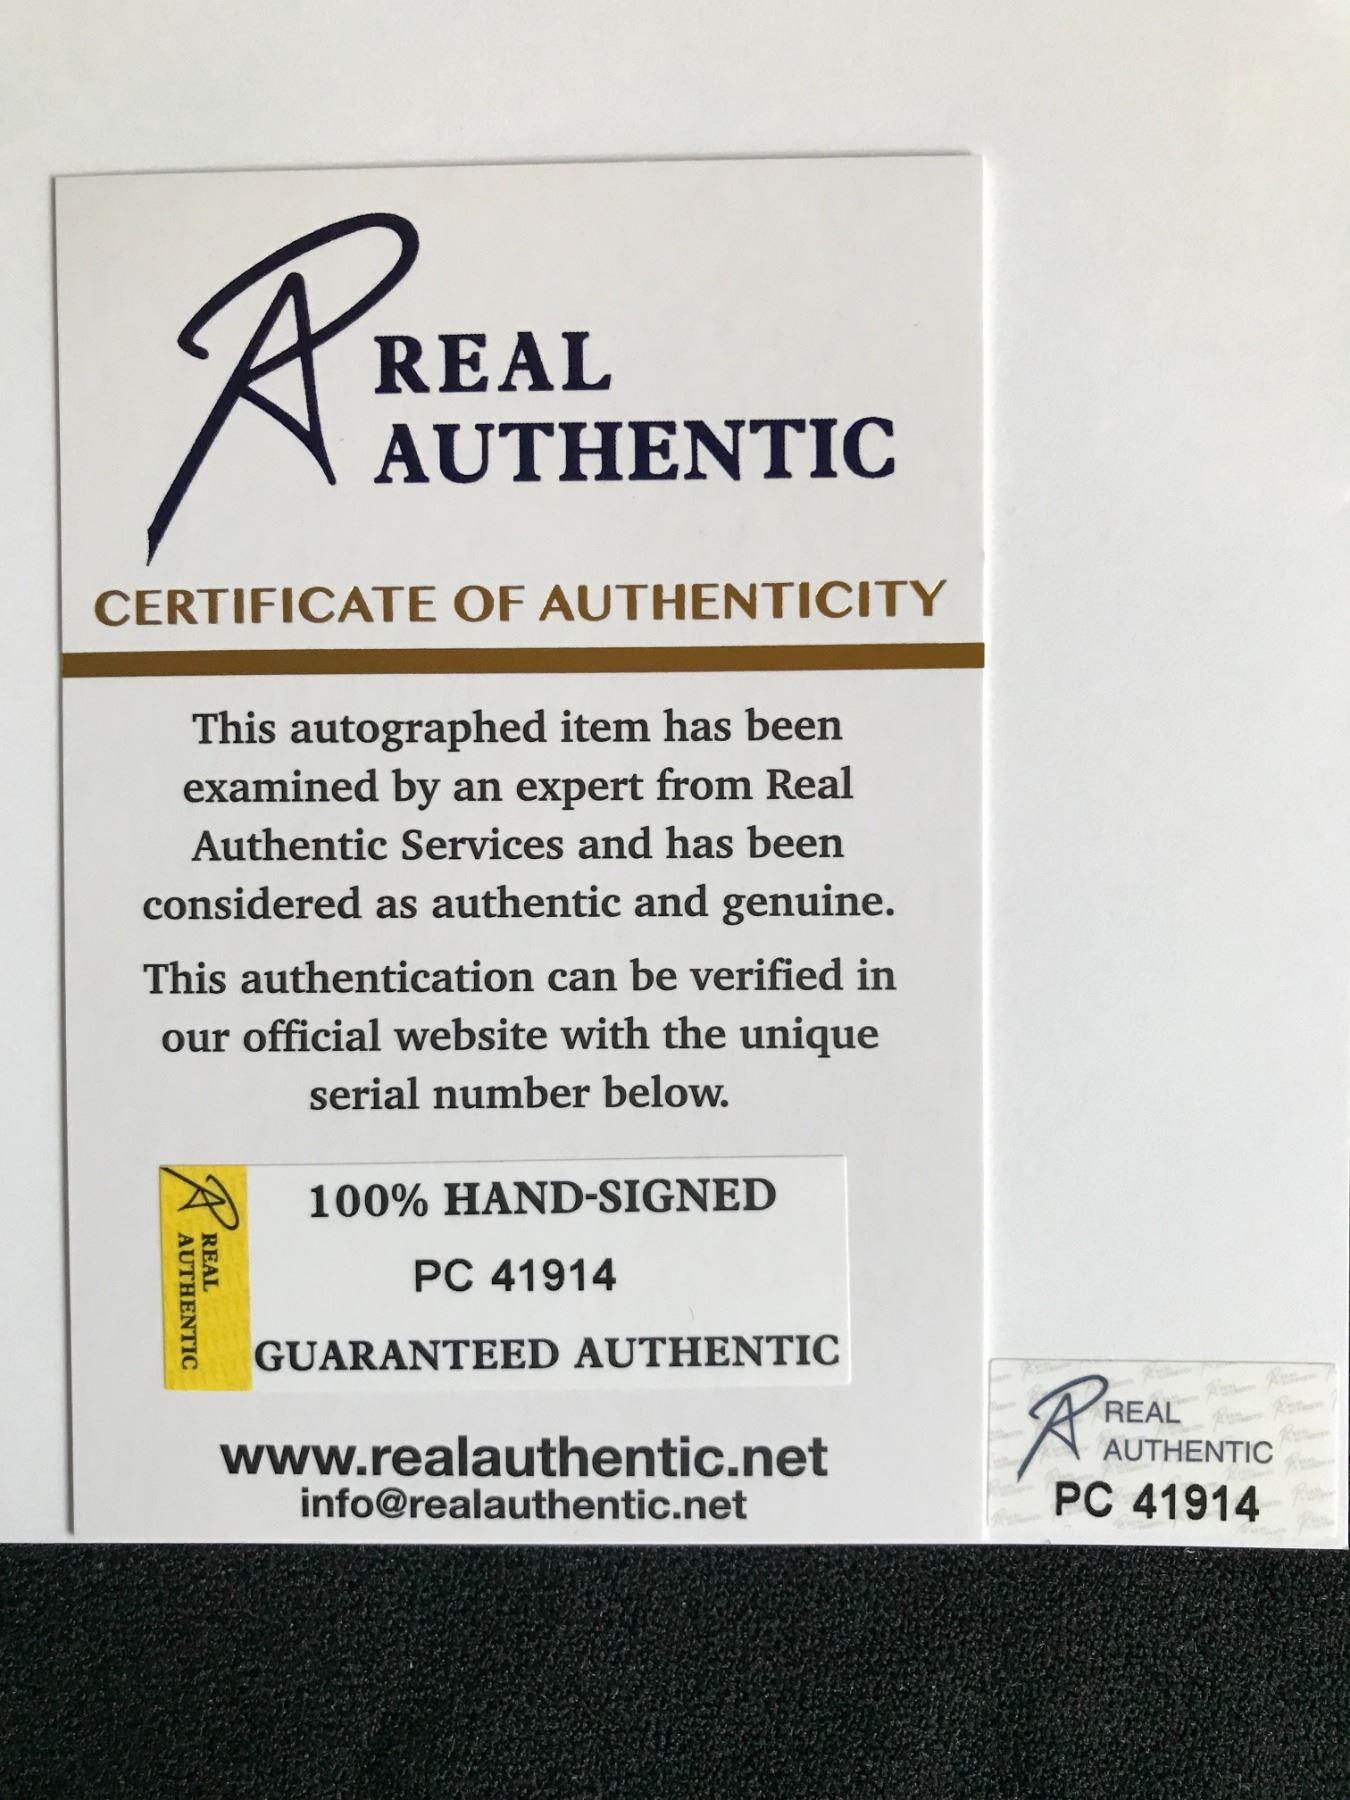 REAL
AUTHENTIC
CERTIFICATE OF AUTHENTICITY
This autographed item has been
examined by an expert from Real
Authentic Services and has been
considered as authentic and genuine.
This authentication can be verified in
our official website with the unique
serial number below.
REAL
AUTHENTIC
100% HAND-SIGNED
PC 41914
GUARANTEED AUTHENTIC
www.realauthentic.net
info@realauthentic.net
REAL
AUTHENTIC
PC 41914